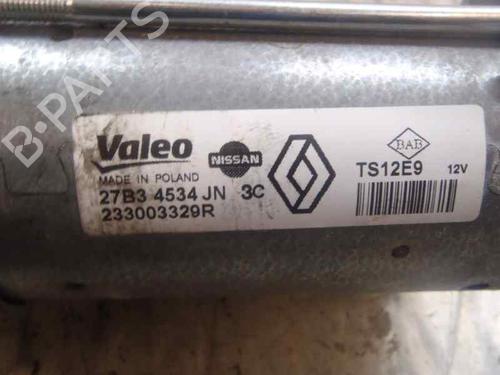 B-PARTS
Valeo
NISSAN
BAB
MADE IN POLAND
TS12E9 12V
27B3 4534 JN 3C
233003329R